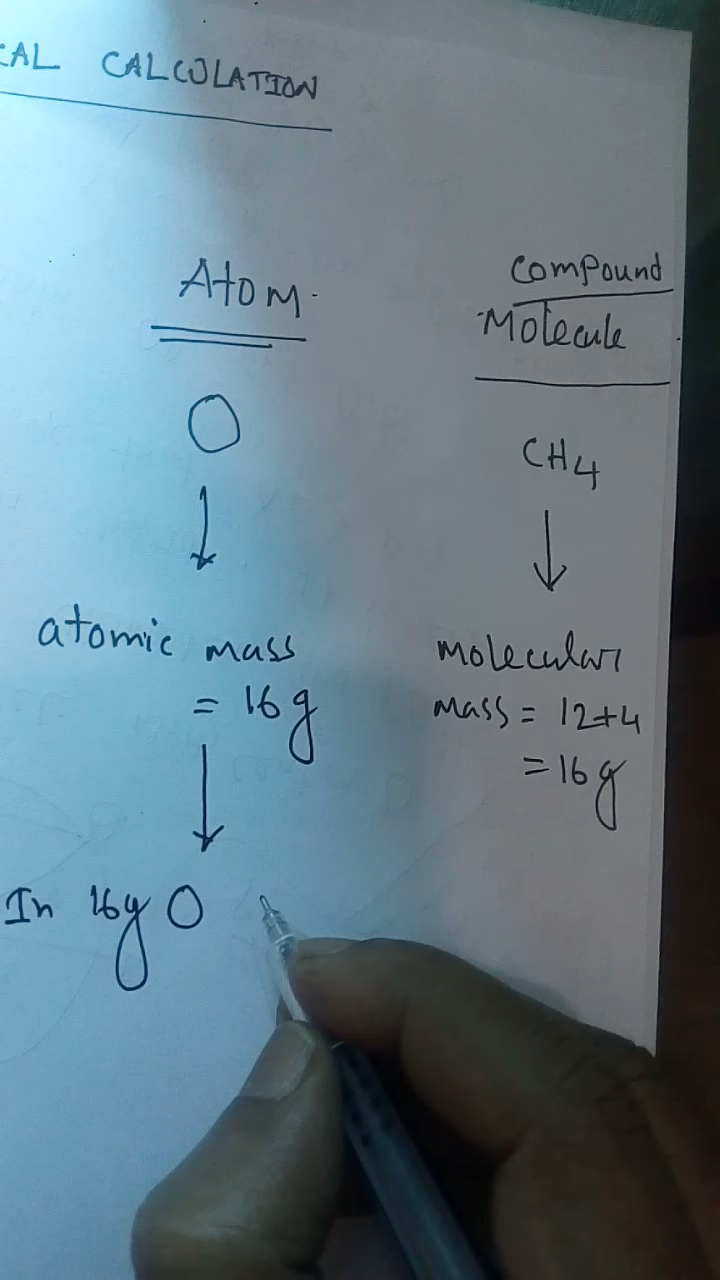 CAL CALCULATION
Atom.
O
atomic mass
= 16g
In 16g O
Compound
Molecule
CH4
molecular
mass = 12+4
= 16g